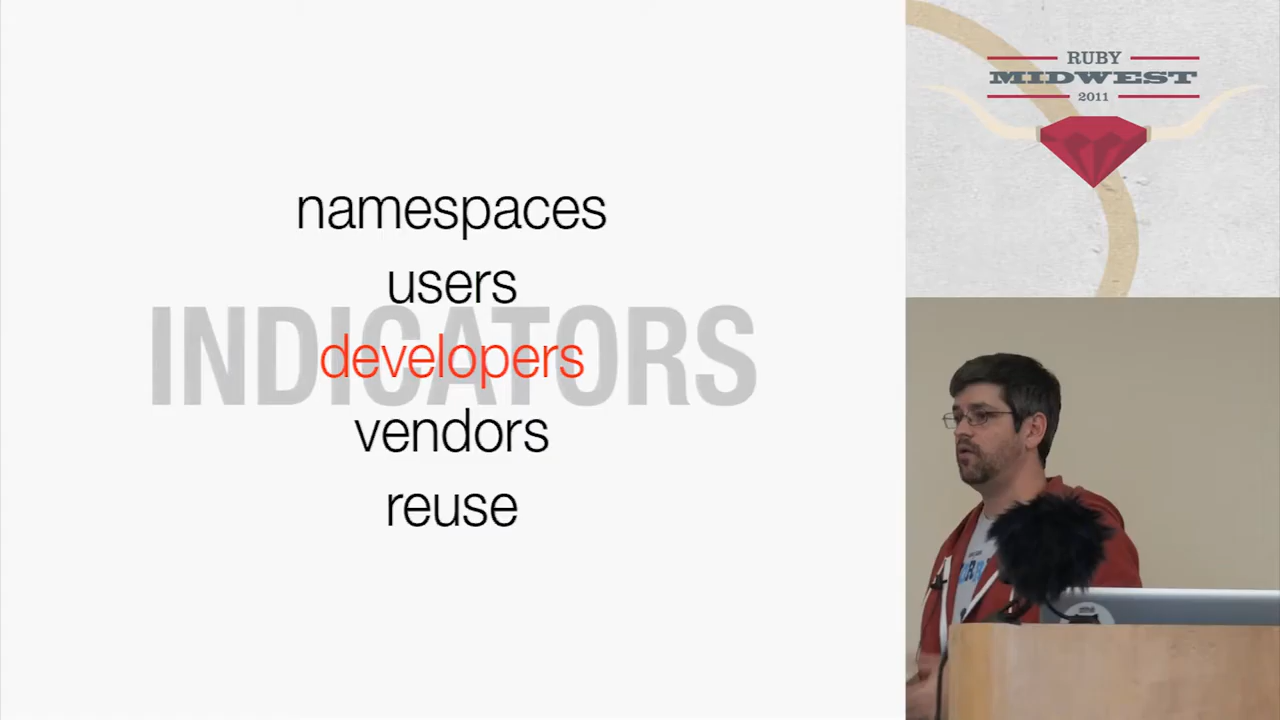 namespaces
users
INDICATORS
developers
vendors
reuse
RUBY
MIDWEST
2011